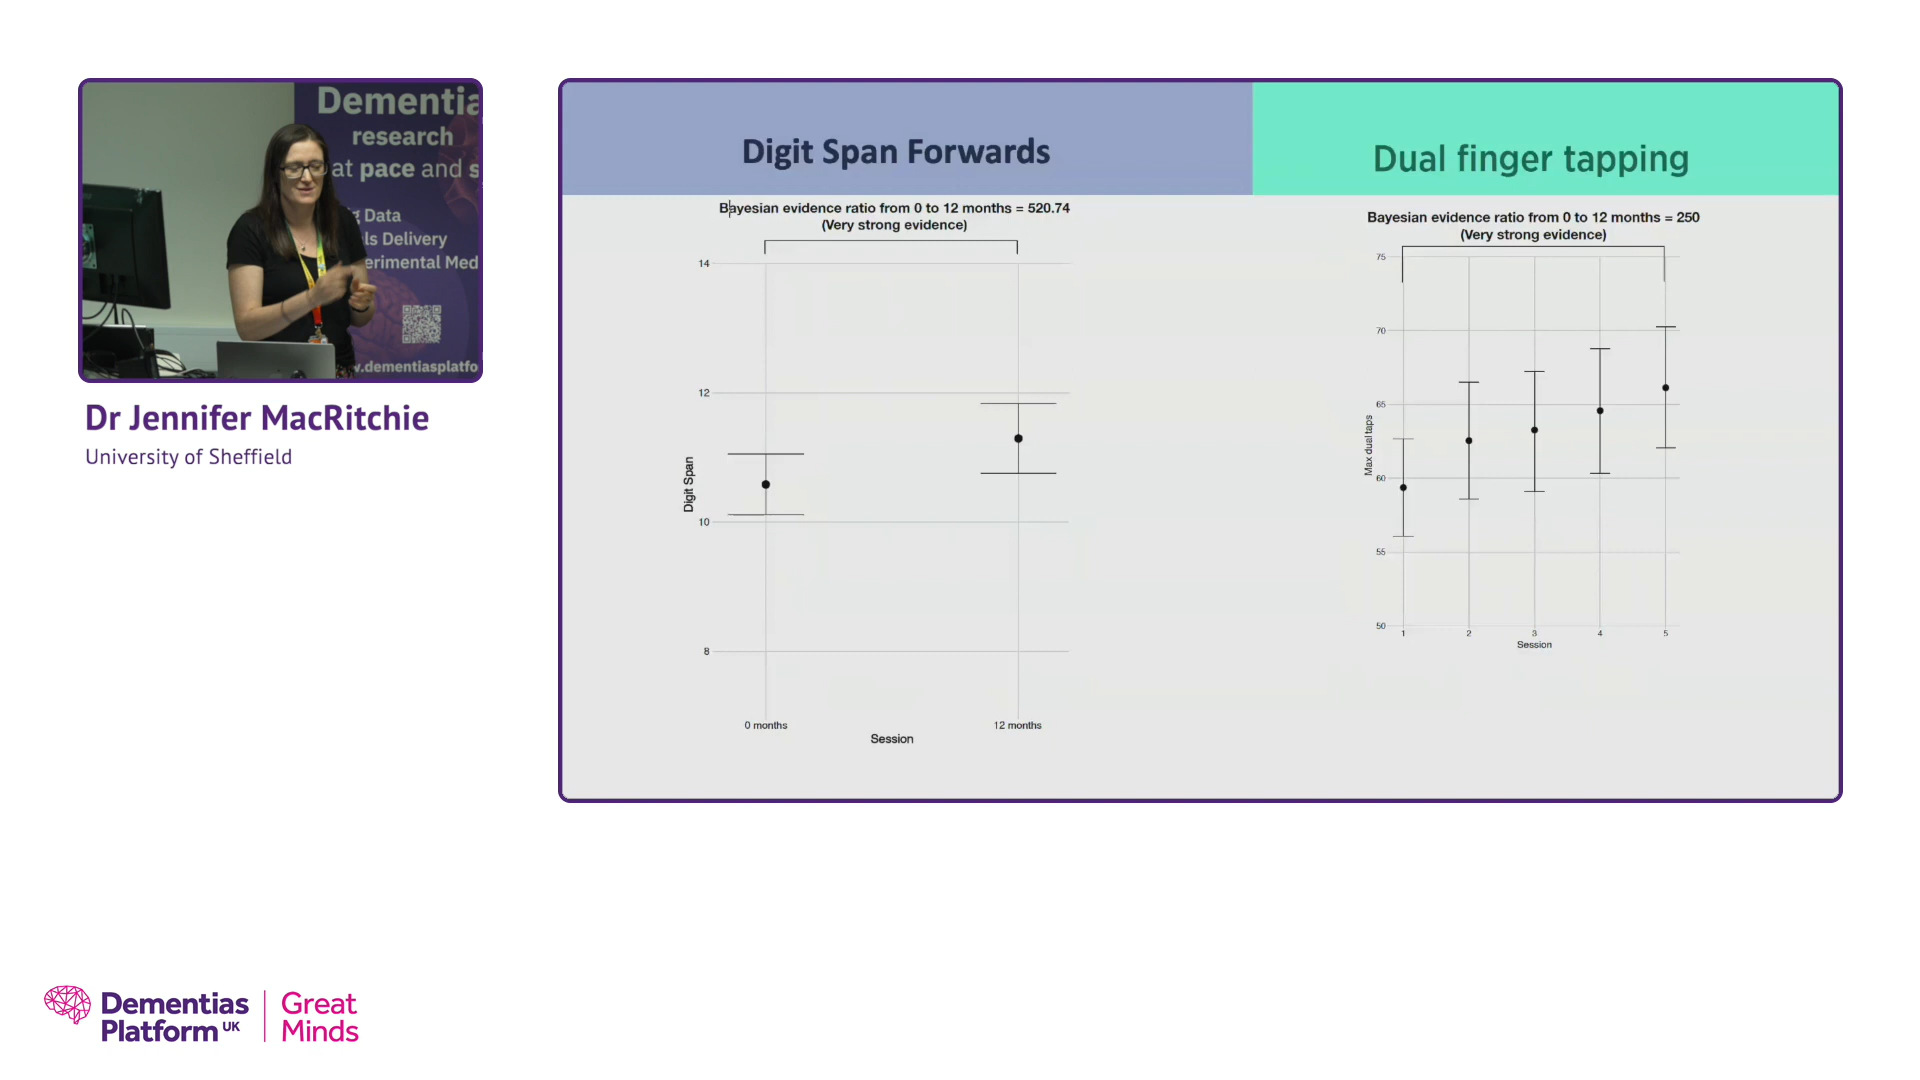 Dementia
research
at pace and s
g Data
ls Delivery
erimental Med
v.dementiasplatfo
Dr Jennifer MacRitchie
University of Sheffield
Digit Span Forwards
Bayesian evidence ratio from 0 to 12 months = 520.74
(Very strong evidence)
14
12
10
8
Digit Span
0 months
12 months
Session
Dual finger tapping
Bayesian evidence ratio from 0 to 12 months = 250
(Very strong evidence)
75
70
65
60
55
50
Max dual taps
1
2
3
4
5
Session
Dementias
Platform UK
Great
Minds